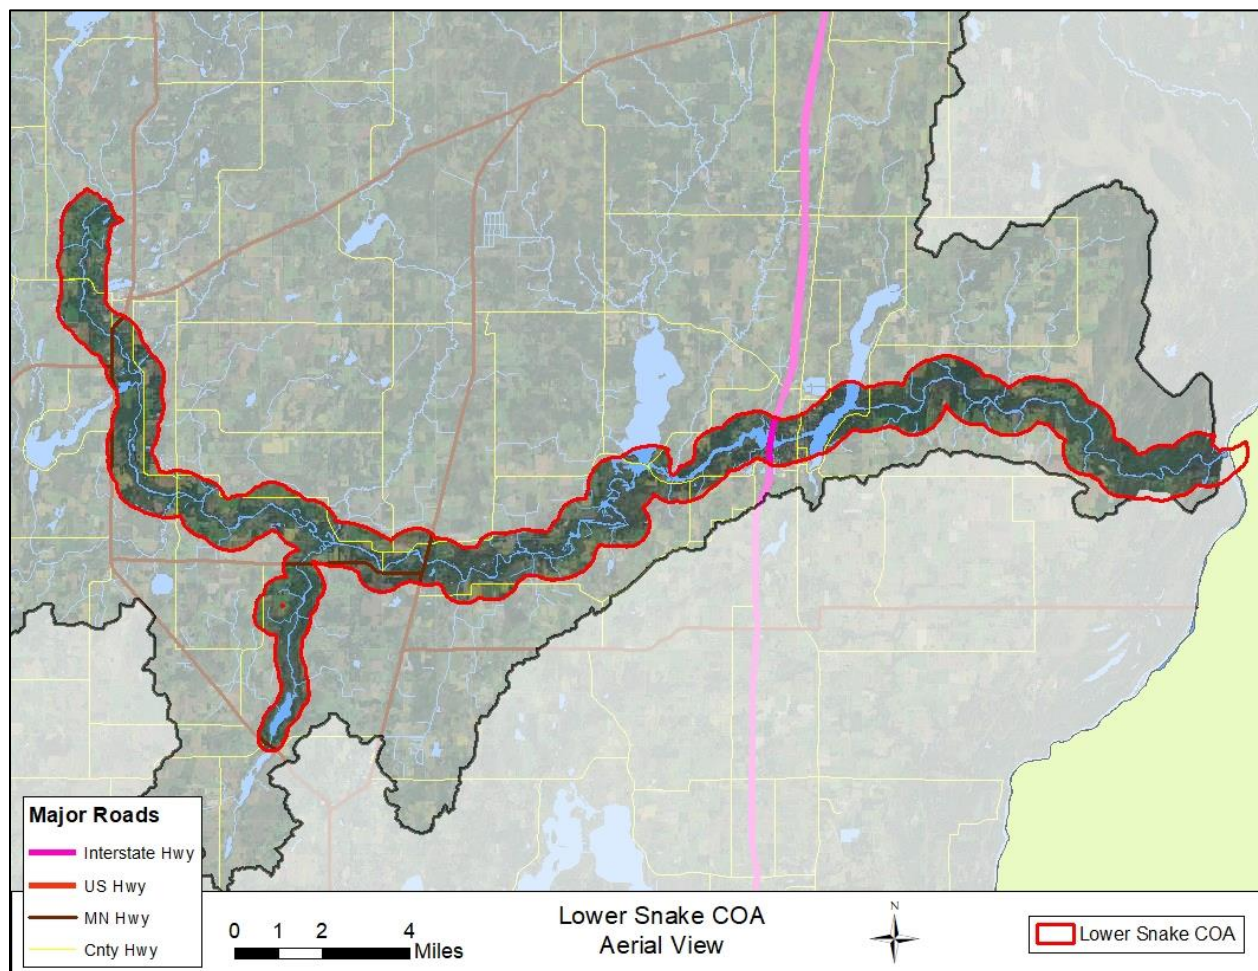 Major Roads
Interstate Hwy
US Hwy
MN Hwy
Cnty Hwy
0 1 2 4
Miles
Lower Snake COA
Aerial View
N
Lower Snake COA